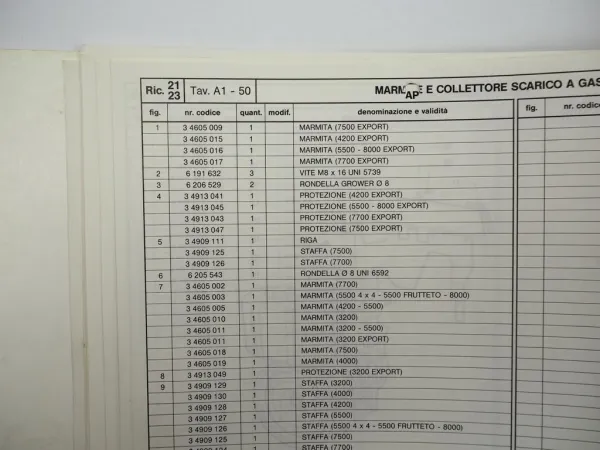 Ric. 21 23 Tav. A1 - 50 E COLLETTORE SCARICO A GAS
AP
fig. nr. codice quant. modif. denominazione e validità fig. nr. codice
1 3 4605 009 1 MARMITA (7500 EXPORT)
3 4605 015 1 MARMITA (4200 EXPORT)
3 4605 016 1 MARMITA (5500 - 8000 EXPORT)
3 4605 017 1 MARMITA (7700 EXPORT)
2 6 191 632 3 VITE M8 x 16 UNI 5739
3 6 206 529 2 RONDELLA GROWER Ø 8
4 3 4913 041 1 PROTEZIONE (4200 EXPORT)
3 4913 045 1 PROTEZIONE (5500 - 8000 EXPORT)
3 4913 043 1 PROTEZIONE (7700 EXPORT)
3 4913 047 1 PROTEZIONE (7500 EXPORT)
5 3 4909 111 1 RIGA
3 4909 125 1 STAFFA (7500)
3 4909 126 1 STAFFA (7700)
6 6 205 543 1 RONDELLA Ø 8 UNI 6592
7 3 4605 002 1 MARMITA (7700)
3 4605 003 1 MARMITA (5500 4 x 4 - 5500 FRUTTETO - 8000)
3 4605 005 1 MARMITA (4200 - 5500)
3 4605 010 1 MARMITA (3200)
3 4605 011 1 MARMITA (3200 - 5500)
3 4605 011 1 MARMITA (3200 EXPORT)
3 4605 018 1 MARMITA (7500)
3 4605 019 1 MARMITA (4000)
8 3 4913 049 1 PROTEZIONE (3200 EXPORT)
9 3 4909 129 1 STAFFA (3200)
3 4909 130 1 STAFFA (4000)
3 4909 128 1 STAFFA (4200)
3 4909 127 1 STAFFA (5500)
3 4909 126 1 STAFFA (5500 4 x 4 - 5500 FRUTTETO - 8000)
3 4909 125 1 STAFFA (7500)
3 4909 124 1 STAFFA (7700)